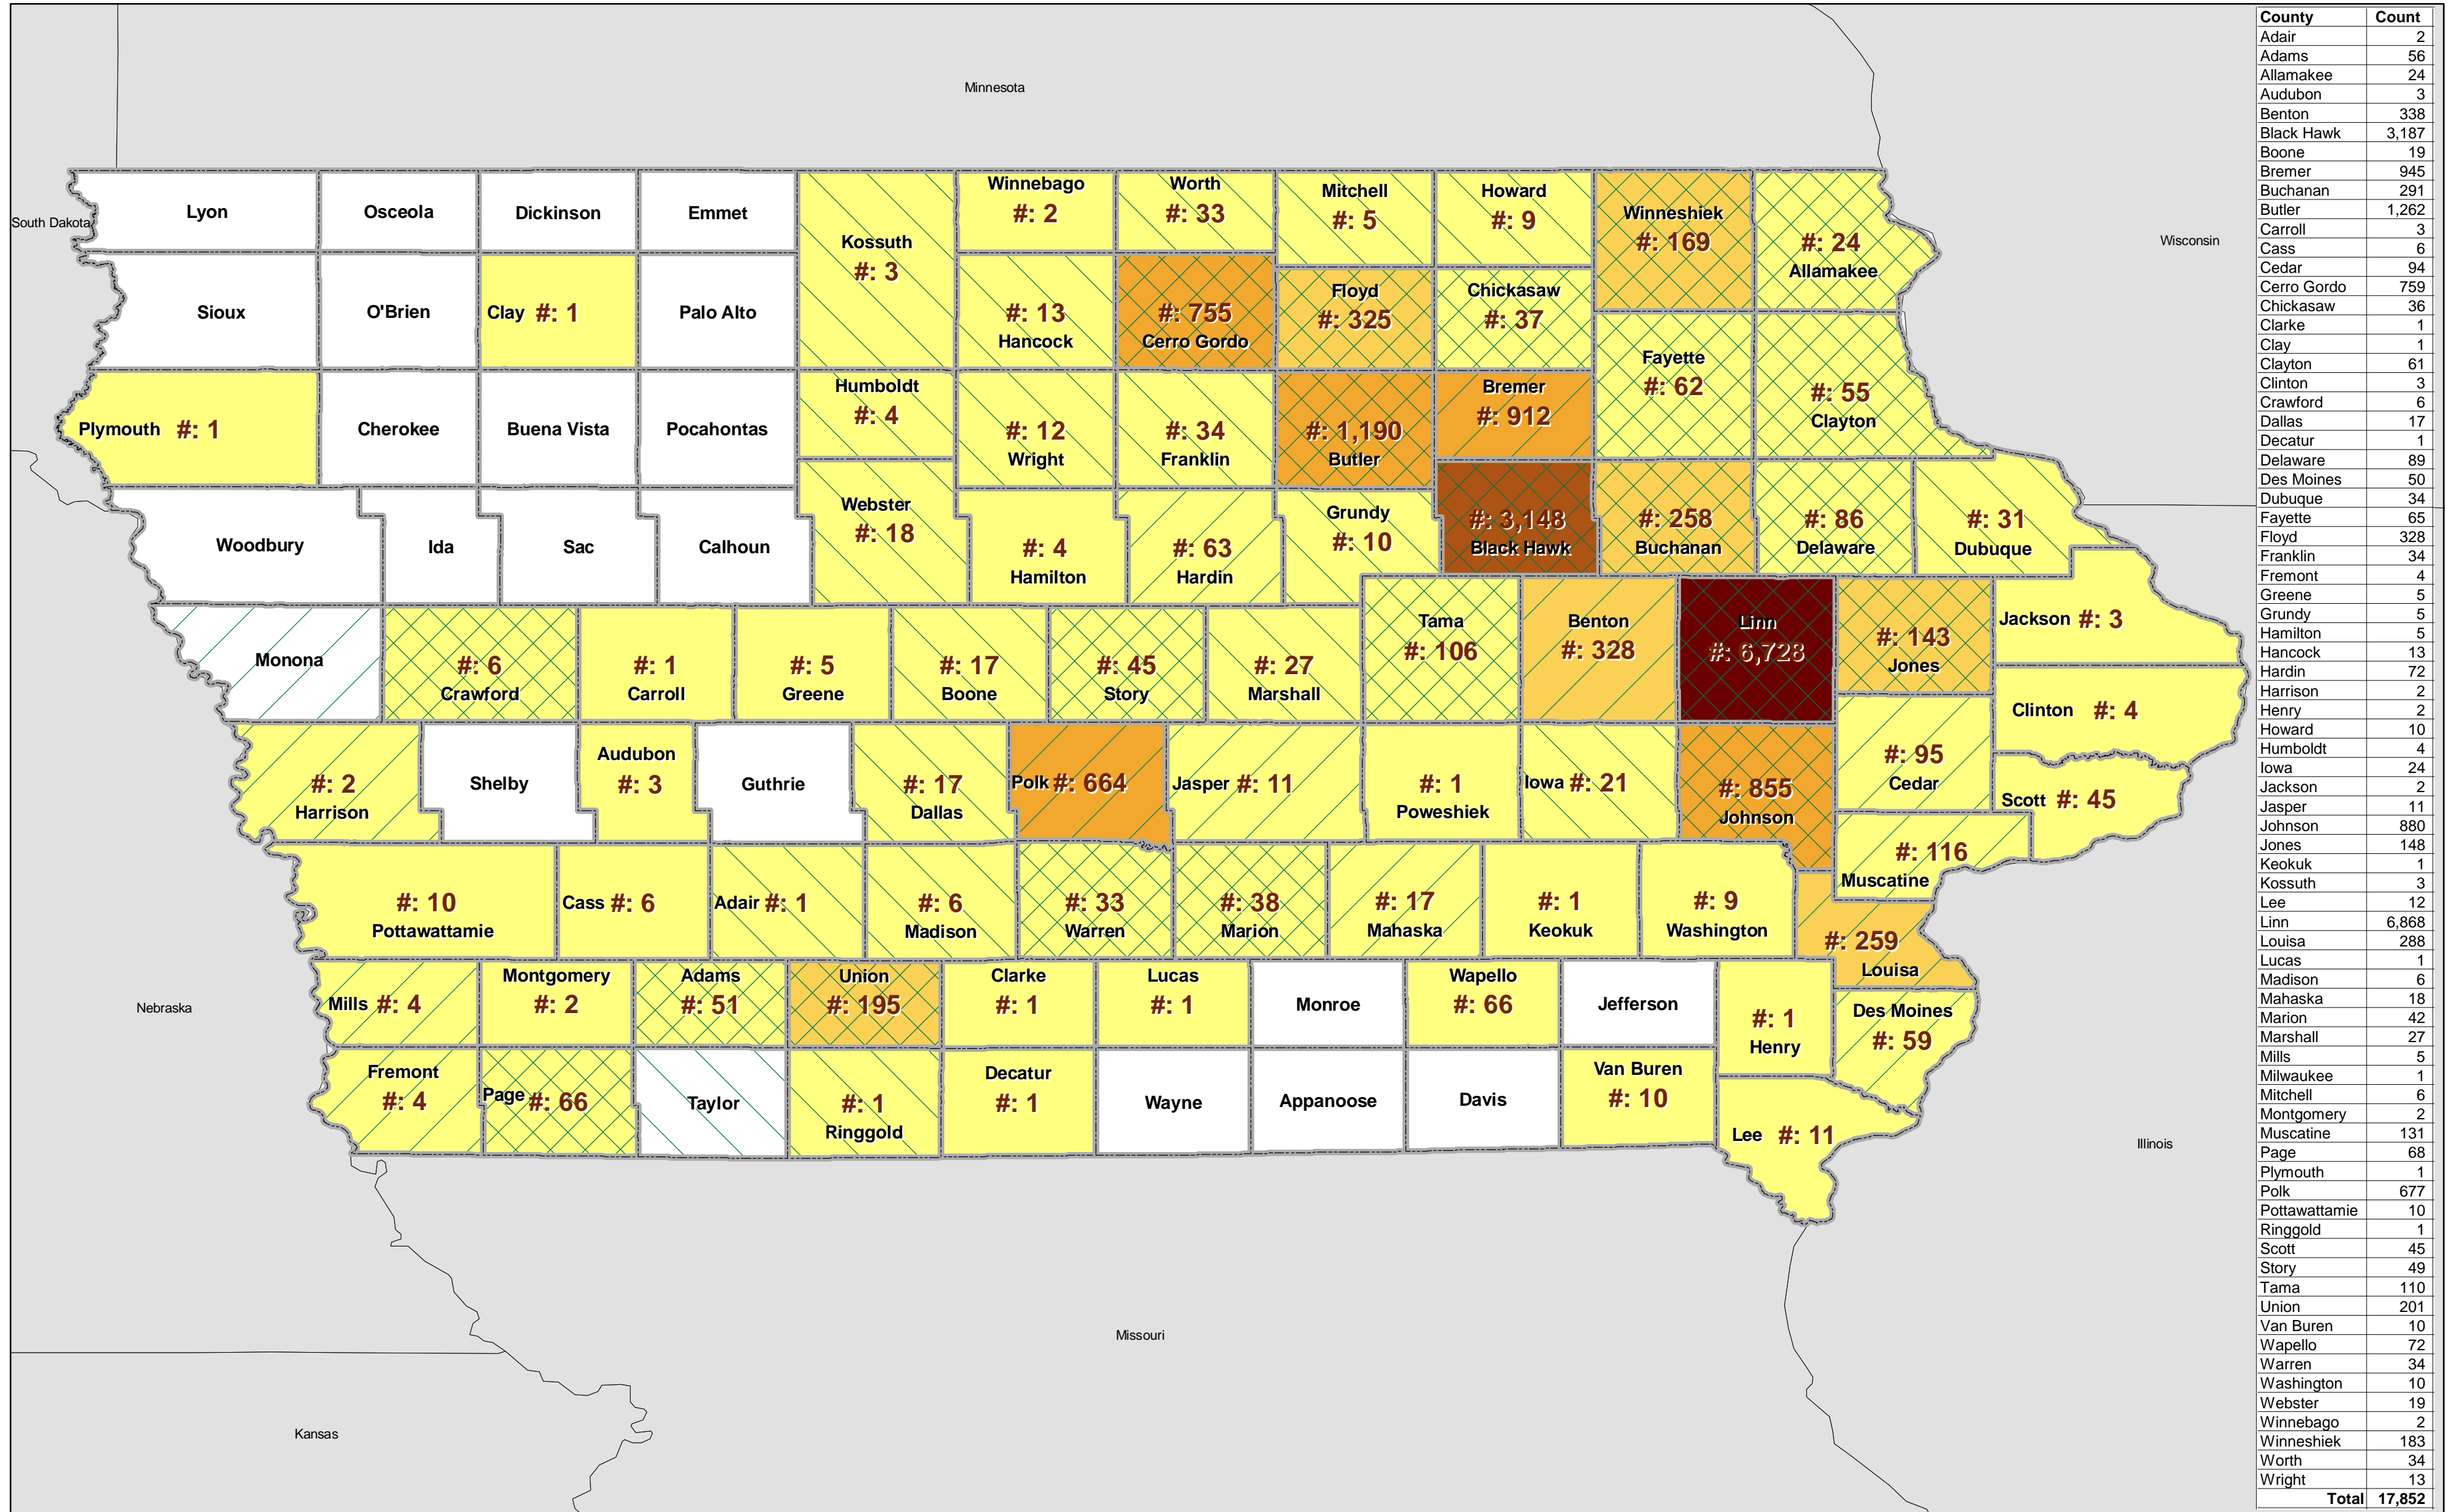 Minnesota
South Dakota
Wisconsin
Nebraska
Illinois
Missouri
Kansas
Lyon
Osceola
Dickinson
Emmet
Kossuth
#: 3
Winnebago
#: 2
Worth
#: 33
Mitchell
#: 5
Howard
#: 9
Winneshiek
#: 169
#: 24
Allamakee
Sioux
O'Brien
Clay #: 1
Palo Alto
#: 13
Hancock
#: 755
Cerro Gordo
Floyd
#: 325
Chickasaw
#: 37
Fayette
#: 62
#: 55
Clayton
Plymouth #: 1
Cherokee
Buena Vista
Pocahontas
Humboldt
#: 4
#: 12
Wright
#: 34
Franklin
#: 1,190
Butler
Bremer
#: 912
Woodbury
Ida
Sac
Calhoun
Webster
#: 18
#: 4
Hamilton
#: 63
Hardin
Grundy
#: 10
#: 3,148
Black Hawk
#: 258
Buchanan
#: 86
Delaware
#: 31
Dubuque
Monona
#: 6
Crawford
#: 1
Carroll
#: 5
Greene
#: 17
Boone
#: 45
Story
#: 27
Marshall
Tama
#: 106
Benton
#: 328
Linn
#: 6,728
#: 143
Jones
Jackson #: 3
Clinton #: 4
#: 2
Harrison
Shelby
Audubon
#: 3
Guthrie
#: 17
Dallas
Polk #: 664
Jasper #: 11
#: 1
Poweshiek
Iowa #: 21
#: 855
Johnson
#: 95
Cedar
Scott #: 45
#: 116
Muscatine
#: 10
Pottawattamie
Cass #: 6
Adair #: 1
#: 6
Madison
#: 33
Warren
#: 38
Marion
#: 17
Mahaska
#: 1
Keokuk
#: 9
Washington
#: 259
Louisa
Mills #: 4
Montgomery
#: 2
Adams
#: 51
Union
#: 195
Clarke
#: 1
Lucas
#: 1
Monroe
Wapello
#: 66
Jefferson
#: 1
Henry
Des Moines
#: 59
Fremont
#: 4
Page #: 66
Taylor
#: 1
Ringgold
Decatur
#: 1
Wayne
Appanoose
Davis
Van Buren
#: 10
Lee #: 11
County Count
Adair 2
Adams 56
Allamakee 24
Audubon 3
Benton 338
Black Hawk 3,187
Boone 19
Bremer 945
Buchanan 291
Butler 1,262
Carroll 3
Cass 6
Cedar 94
Cerro Gordo 759
Chickasaw 36
Clarke 1
Clay 1
Clayton 61
Clinton 3
Crawford 6
Dallas 17
Decatur 1
Delaware 89
Des Moines 50
Dubuque 34
Fayette 65
Floyd 328
Franklin 34
Fremont 4
Greene 5
Grundy 5
Hamilton 5
Hancock 13
Hardin 72
Harrison 2
Henry 2
Howard 10
Humboldt 4
Iowa 24
Jackson 2
Jasper 11
Johnson 880
Jones 148
Keokuk 1
Kossuth 3
Lee 12
Linn 6,868
Louisa 288
Lucas 1
Madison 6
Mahaska 18
Marion 42
Marshall 27
Mills 5
Milwaukee 1
Mitchell 6
Montgomery 2
Muscatine 131
Page 68
Plymouth 1
Polk 677
Pottawattamie 10
Ringgold 1
Scott 45
Story 49
Tama 110
Union 201
Van Buren 10
Wapello 72
Warren 34
Washington 10
Webster 19
Winnebago 2
Winneshiek 183
Worth 34
Wright 13
Total 17,852